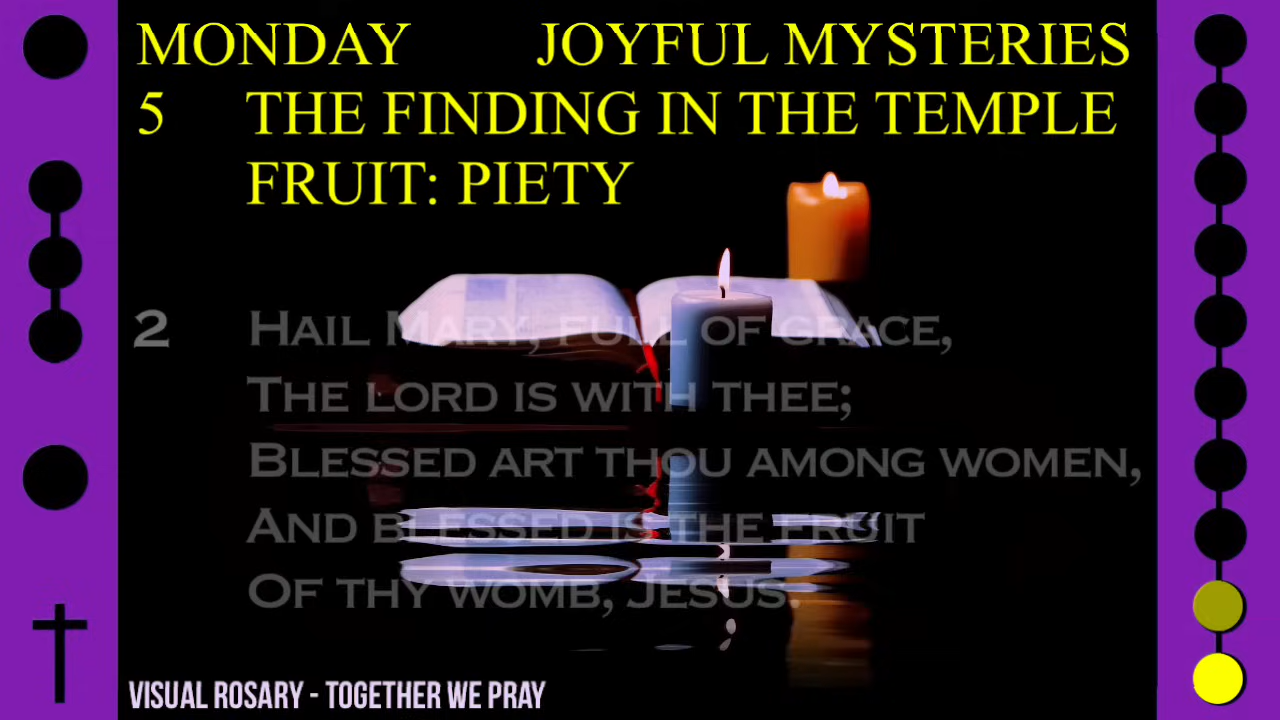 MONDAY JOYFUL MYSTERIES
5 THE FINDING IN THE TEMPLE
FRUIT: PIETY
2 HAIL MARY, FULL OF GRACE,
THE LORD IS WITH THEE;
BLESSED ART THOU AMONG WOMEN,
AND BLESSED IS THE FRUIT
OF THY WOMB, JESUS.
VISUAL ROSARY - TOGETHER WE PRAY